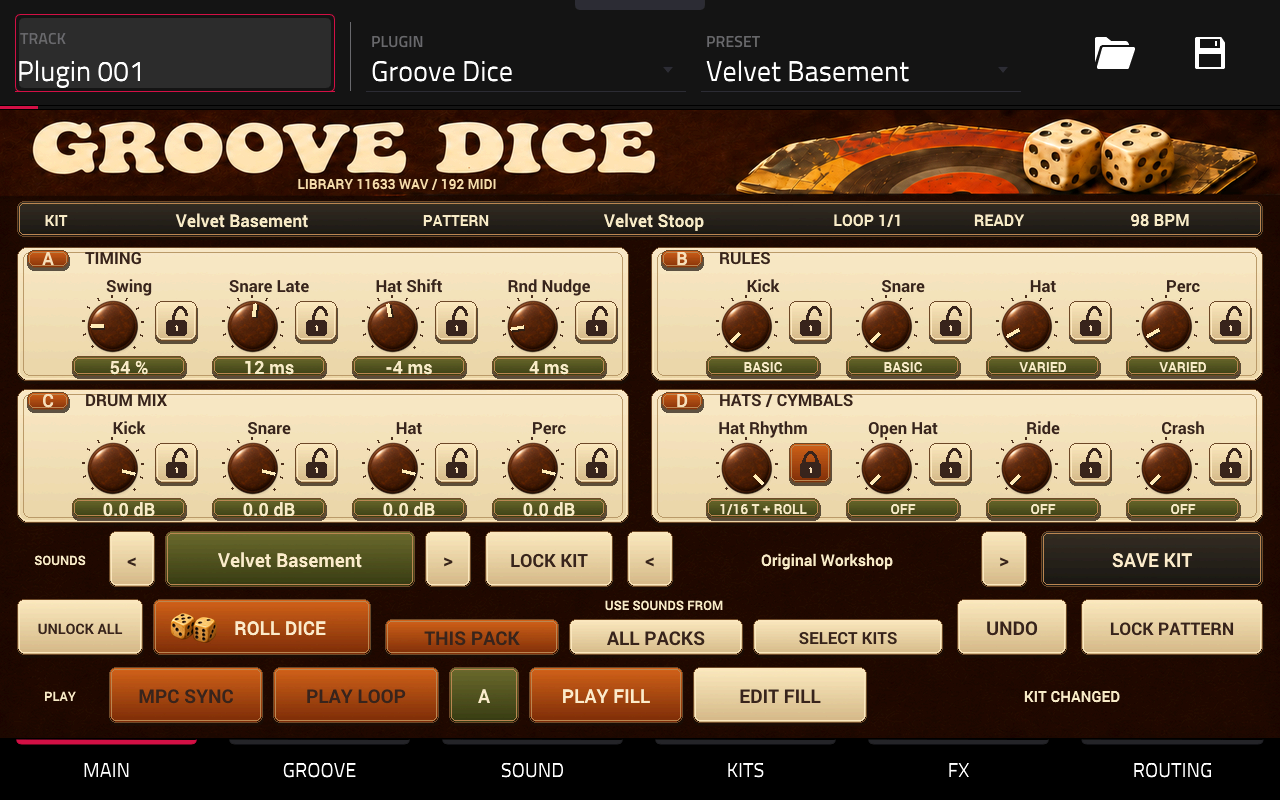 TRACK
Plugin 001
PLUGIN
Groove Dice
PRESET
Velvet Basement
GROOVE DICE
LIBRARY 11633 WAV / 192 MIDI
KIT Velvet Basement PATTERN Velvet Stoop LOOP 1/1 READY 98 BPM
A TIMING
Swing Snare Late Hat Shift Rnd Nudge
54 % 12 ms -4 ms 4 ms
B RULES
Kick Snare Hat Perc
BASIC BASIC VARIED VARIED
C DRUM MIX
Kick Snare Hat Perc
0.0 dB 0.0 dB 0.0 dB 0.0 dB
D HATS / CYMBALS
Hat Rhythm Open Hat Ride Crash
1/16 T + ROLL OFF OFF OFF
SOUNDS < Velvet Basement > LOCK KIT < Original Workshop > SAVE KIT
USE SOUNDS FROM
UNLOCK ALL ROLL DICE THIS PACK ALL PACKS SELECT KITS UNDO LOCK PATTERN
PLAY MPC SYNC PLAY LOOP A PLAY FILL EDIT FILL KIT CHANGED
MAIN GROOVE SOUND KITS FX ROUTING